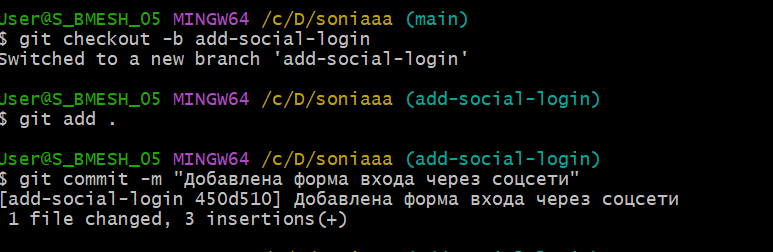 User@S_BMESH_05 MINGW64 /c/D/soniaaa (main)
$ git checkout -b add-social-login
Switched to a new branch 'add-social-login'
User@S_BMESH_05 MINGW64 /c/D/soniaaa (add-social-login)
$ git add .
User@S_BMESH_05 MINGW64 /c/D/soniaaa (add-social-login)
$ git commit -m "Добавлена форма входа через соцсети"
[add-social-login 450d510] Добавлена форма входа через соцсети
1 file changed, 3 insertions(+)